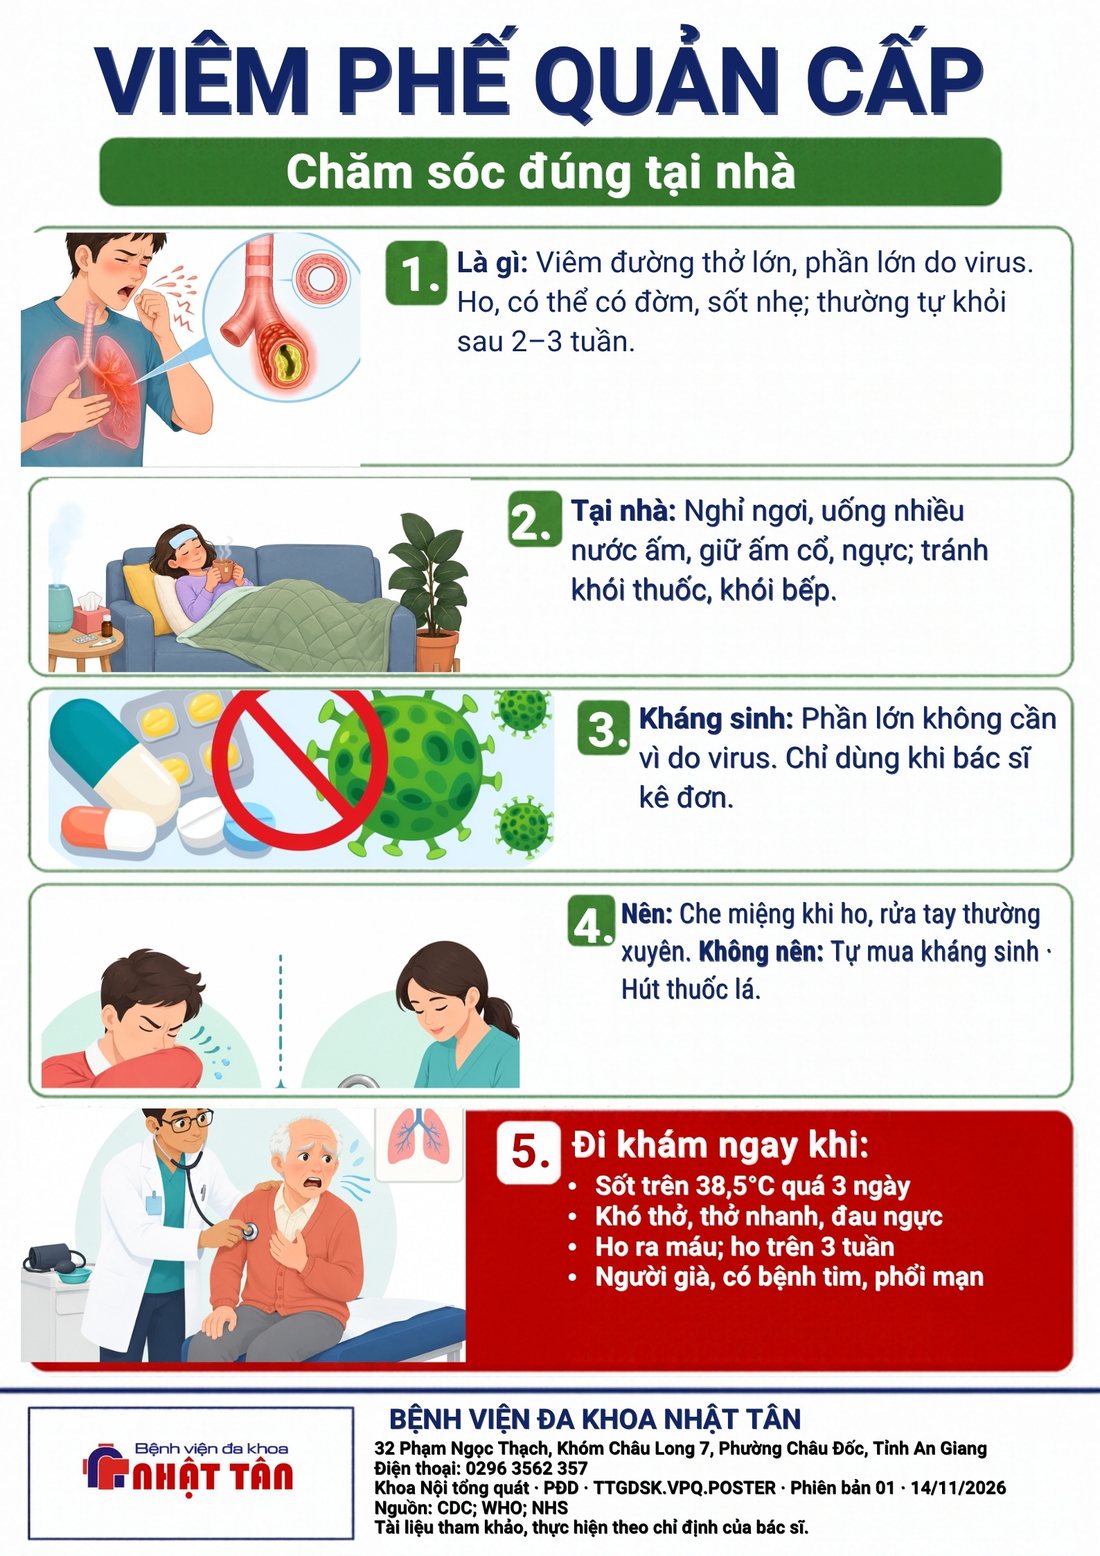 VIÊM PHẾ QUẢN CẤP
Chăm sóc đúng tại nhà
1. Là gì: Viêm đường thở lớn, phần lớn do virus.
Ho, có thể có đờm, sốt nhẹ; thường tự khỏi
sau 2–3 tuần.
2. Tại nhà: Nghỉ ngơi, uống nhiều
nước ấm, giữ ấm cổ, ngực; tránh
khói thuốc, khói bếp.
3. Kháng sinh: Phần lớn không cần
vì do virus. Chỉ dùng khi bác sĩ
kê đơn.
4. Nên: Che miệng khi ho, rửa tay thường
xuyên. Không nên: Tự mua kháng sinh ·
Hút thuốc lá.
5. Đi khám ngay khi:
• Sốt trên 38,5°C quá 3 ngày
• Khó thở, thở nhanh, đau ngực
• Ho ra máu; ho trên 3 tuần
• Người già, có bệnh tim, phổi mạn
Bệnh viện đa khoa
NHẬT TÂN
BỆNH VIỆN ĐA KHOA NHẬT TÂN
32 Phạm Ngọc Thạch, Khóm Châu Long 7, Phường Châu Đốc, Tỉnh An Giang
Điện thoại: 0296 3562 357
Khoa Nội tổng quát · PĐD · TTGDSK.VPQ.POSTER · Phiên bản 01 · 14/11/2026
Nguồn: CDC; WHO; NHS
Tài liệu tham khảo, thực hiện theo chỉ định của bác sĩ.